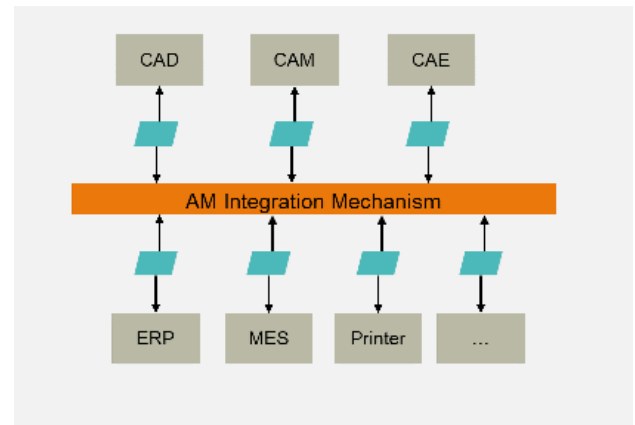 CAD
CAM
CAE
AM Integration Mechanism
ERP
MES
Printer
...